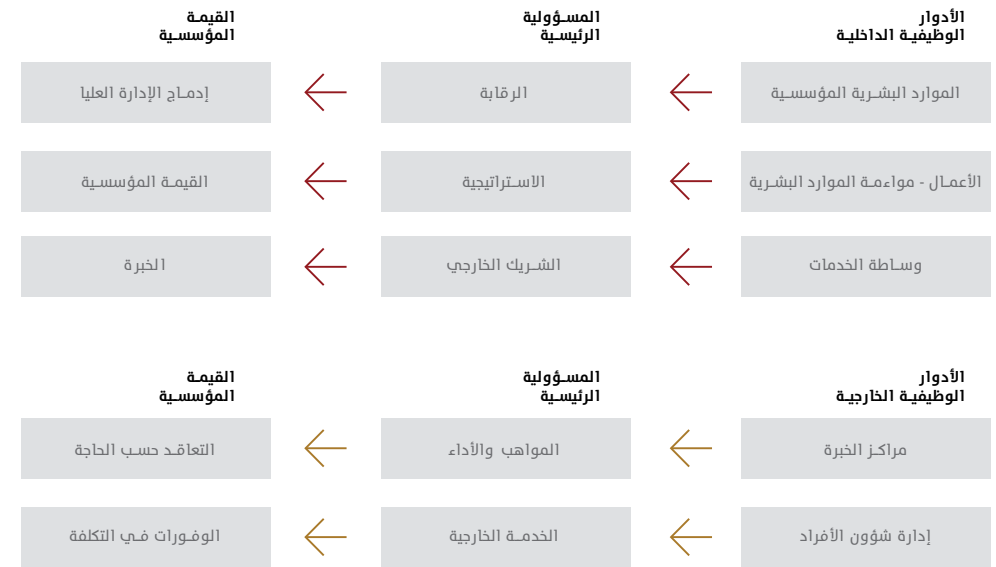 الأدوار
الوظيفية الداخلية
المسؤولية
الرئيسية
القيمة
المؤسسية
الموارد البشرية المؤسسية
الرقابة
إدماج الإدارة العليا
الأعمال - مواءمة الموارد البشرية
الاستراتيجية
القيمة المؤسسية
وساطة الخدمات
الشريك الخارجي
الخبرة
الأدوار
الوظيفية الخارجية
المسؤولية
الرئيسية
القيمة
المؤسسية
مراكز الخبرة
المواهب والأداء
التعاقد حسب الحاجة
إدارة شؤون الأفراد
الخدمة الخارجية
الوفورات في التكلفة